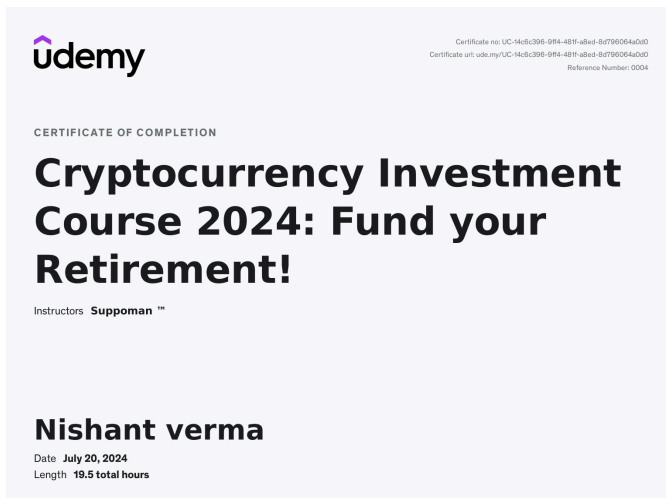 udemy
Certificate no: UC-14c6c396-9ff4-481f-a8ed-8d796064a0d0
Certificate url: ude.my/UC-14c6c396-9ff4-481f-a8ed-8d796064a0d0
Reference Number: 0004
CERTIFICATE OF COMPLETION
Cryptocurrency Investment
Course 2024: Fund your
Retirement!
Instructors Suppoman ™
Nishant verma
Date July 20, 2024
Length 19.5 total hours